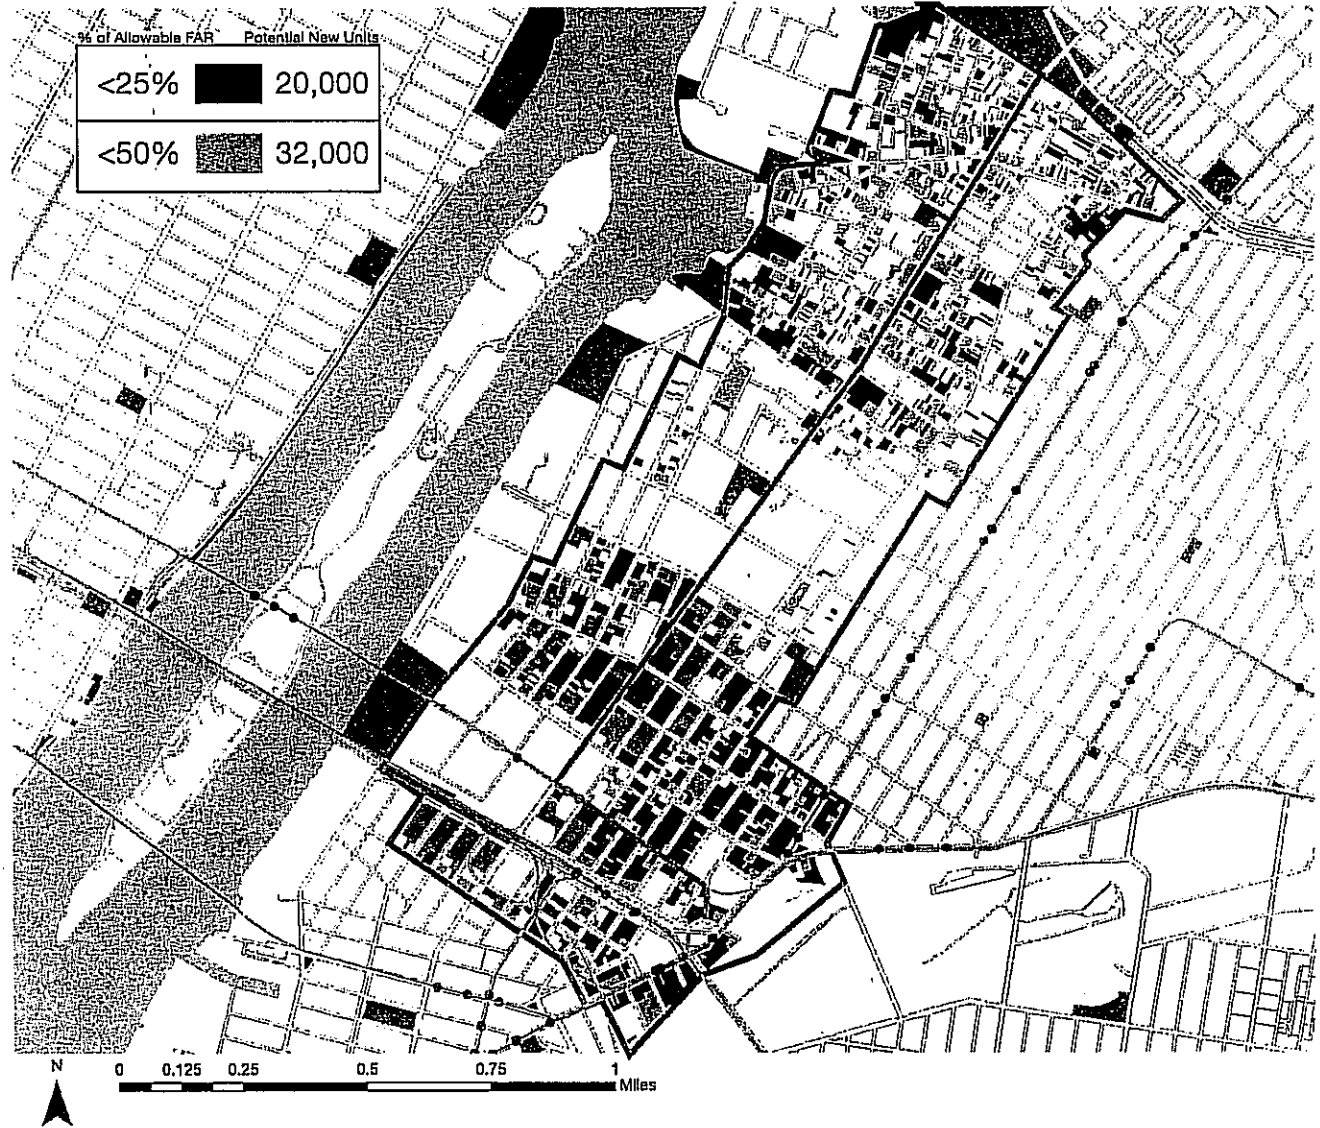 % of Allowable FAR Potential New Units
<25% 20,000
<50% 32,000
N
0 0.125 0.25 0.5 0.75 1
Miles